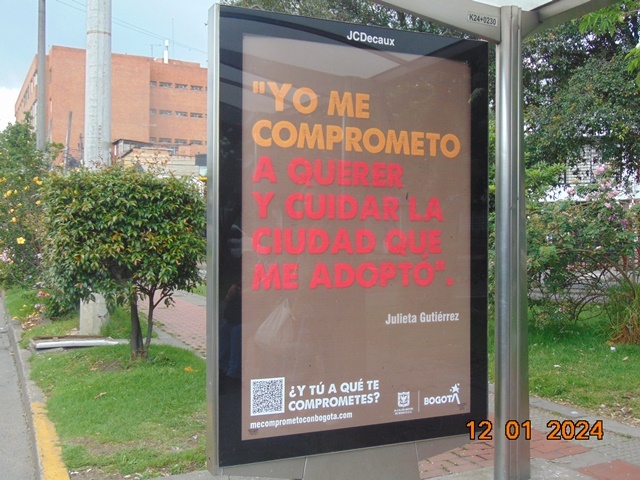 JCDecaux
K24+0230
"YO ME
COMPROMETO
A QUERER
Y CUIDAR LA
CIUDAD QUE
ME ADOPTÓ".
Julieta Gutiérrez
¿Y TÚ A QUÉ TE
COMPROMETES?
mecomprometoconbogota.com
BOGOTÁ
12 01 2024